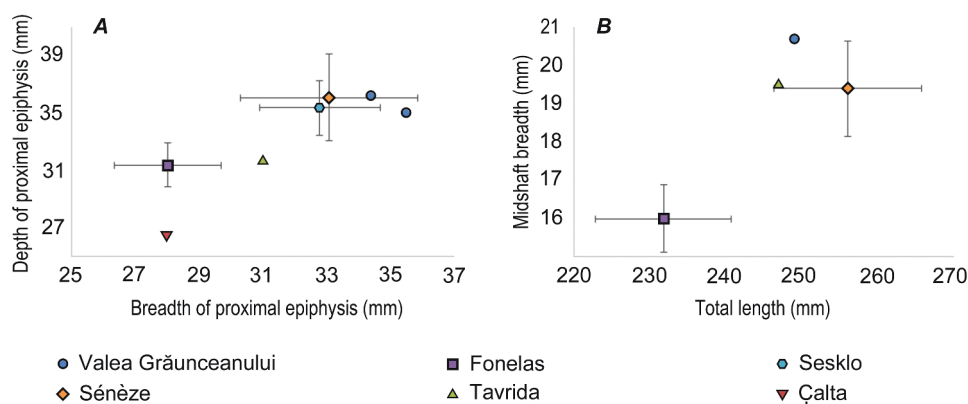 A
Depth of proximal epiphysis (mm)
39
35
31
27
25 27 29 31 33 35 37
Breadth of proximal epiphysis (mm)
B
Midshaft breadth (mm)
21
20
19
18
17
16
220 230 240 250 260 270
Total length (mm)
Valea Grăunceanului Fonelas Sesklo
Sénèze Tavrida Çalta